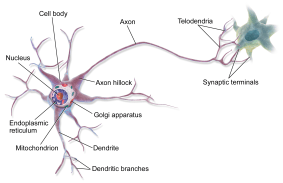 Cell body
Axon
Telodendria
Nucleus
Axon hillock
Synaptic terminals
Golgi apparatus
Endoplasmic
reticulum
Mitochondrion
Dendrite
Dendritic branches